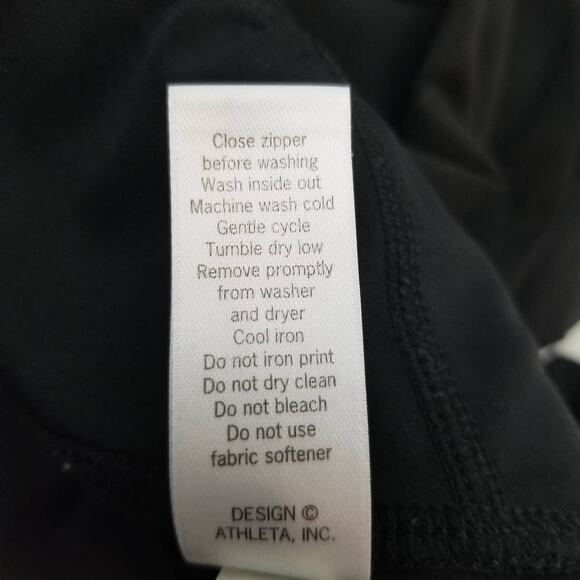 Close zipper
before washing
Wash inside out
Machine wash cold
Gentle cycle
Tumble dry low
Remove promptly
from washer
and dryer
Cool iron
Do not iron print
Do not dry clean
Do not bleach
Do not use
fabric softener
DESIGN ©
ATHLETA, INC.